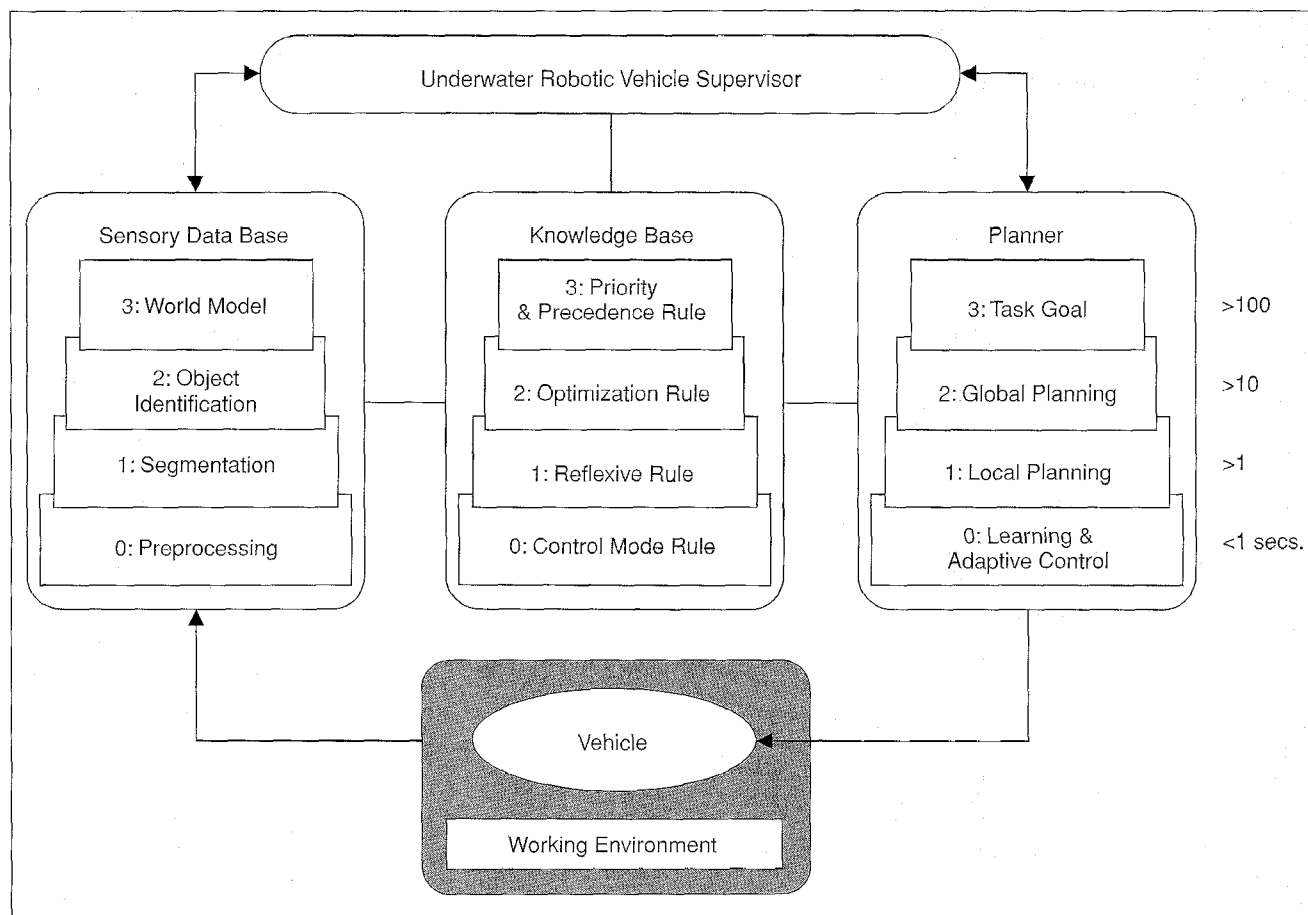 Underwater Robotic Vehicle Supervisor
Sensory Data Base
3: World Model
2: Object
Identification
1: Segmentation
0: Preprocessing
Knowledge Base
3: Priority
& Precedence Rule
2: Optimization Rule
1: Reflexive Rule
0: Control Mode Rule
Planner
3: Task Goal
2: Global Planning
1: Local Planning
0: Learning &
Adaptive Control
>100
>10
>1
<1 secs.
Vehicle
Working Environment